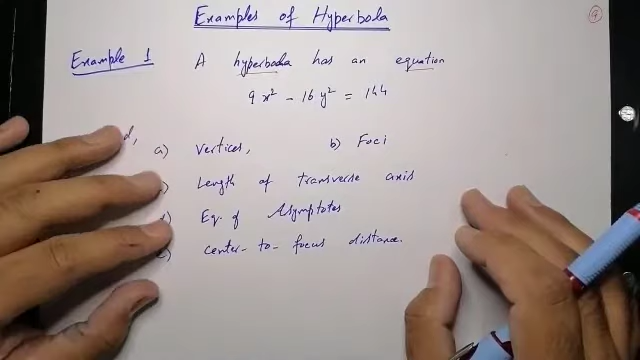 Examples of Hyperbola
9
Example 1 A hyperbola has an equation
9x² - 16y² = 144
a) Vertices, b) Foci
Length of transverse axis
Eq. of Asymptotes
center-to-focus distance.